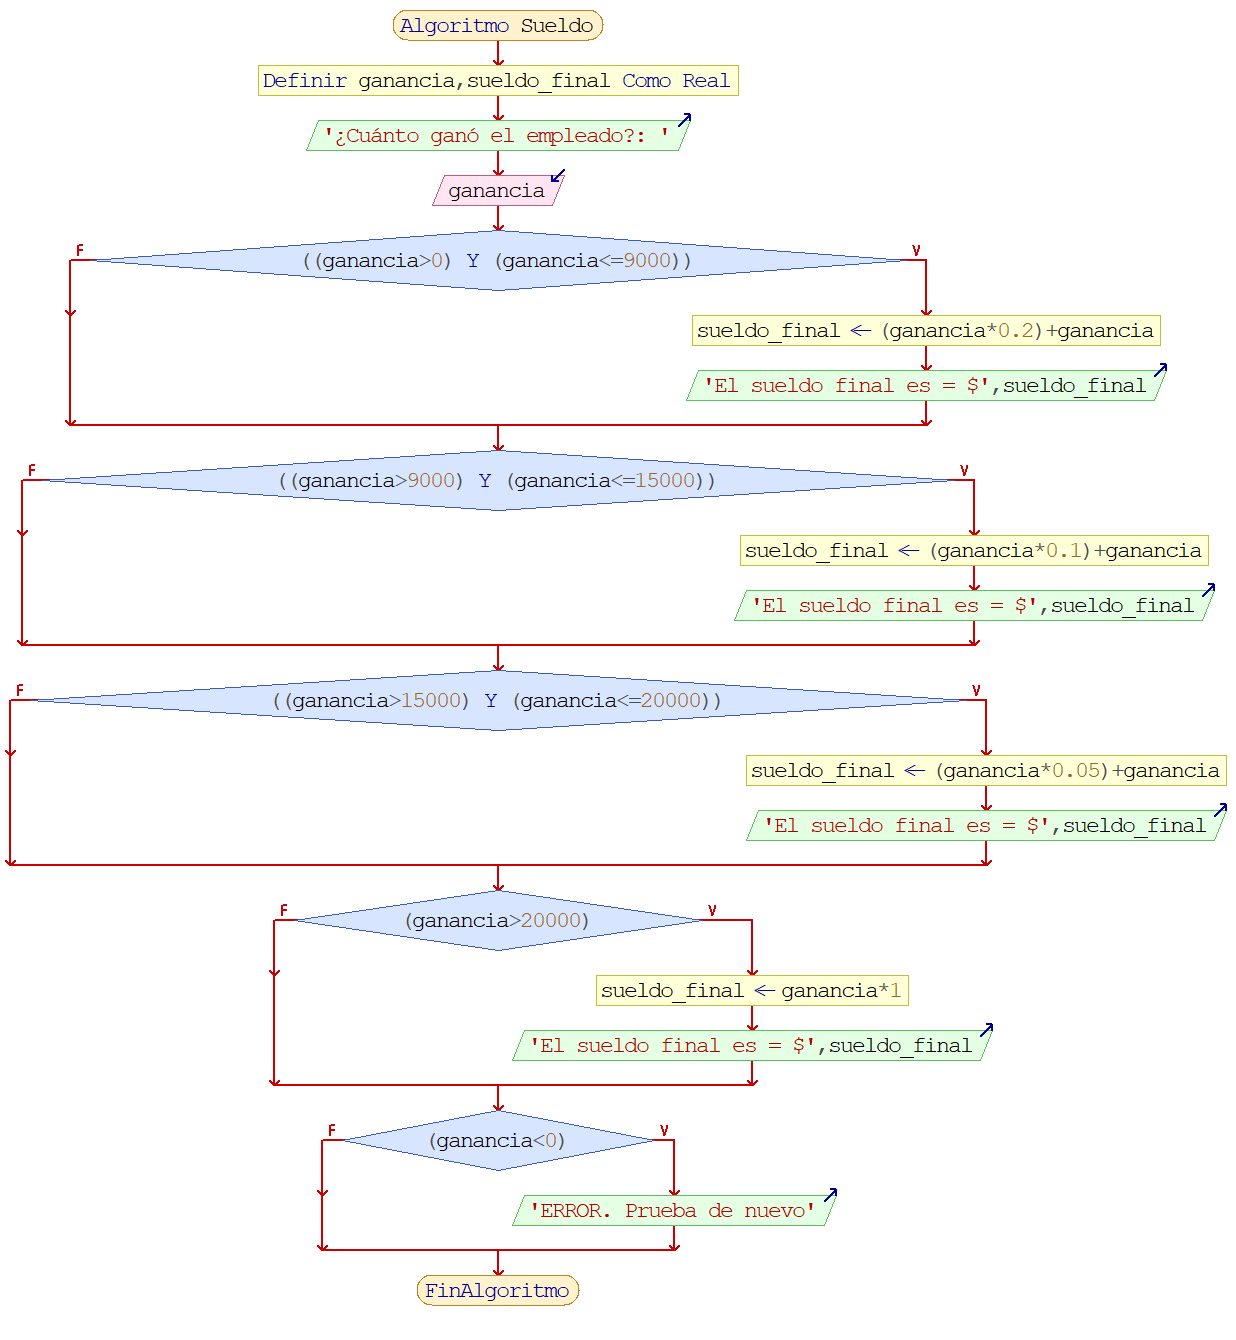 Algoritmo Sueldo
Definir ganancia,sueldo_final Como Real
'¿Cuánto ganó el empleado?: '
ganancia
F
V
((ganancia>0) Y (ganancia<=9000))
sueldo_final ← (ganancia*0.2)+ganancia
'El sueldo final es = $',sueldo_final
F
V
((ganancia>9000) Y (ganancia<=15000))
sueldo_final ← (ganancia*0.1)+ganancia
'El sueldo final es = $',sueldo_final
F
V
((ganancia>15000) Y (ganancia<=20000))
sueldo_final ← (ganancia*0.05)+ganancia
'El sueldo final es = $',sueldo_final
F
V
(ganancia>20000)
sueldo_final ← ganancia*1
'El sueldo final es = $',sueldo_final
F
V
(ganancia<0)
'ERROR. Prueba de nuevo'
FinAlgoritmo